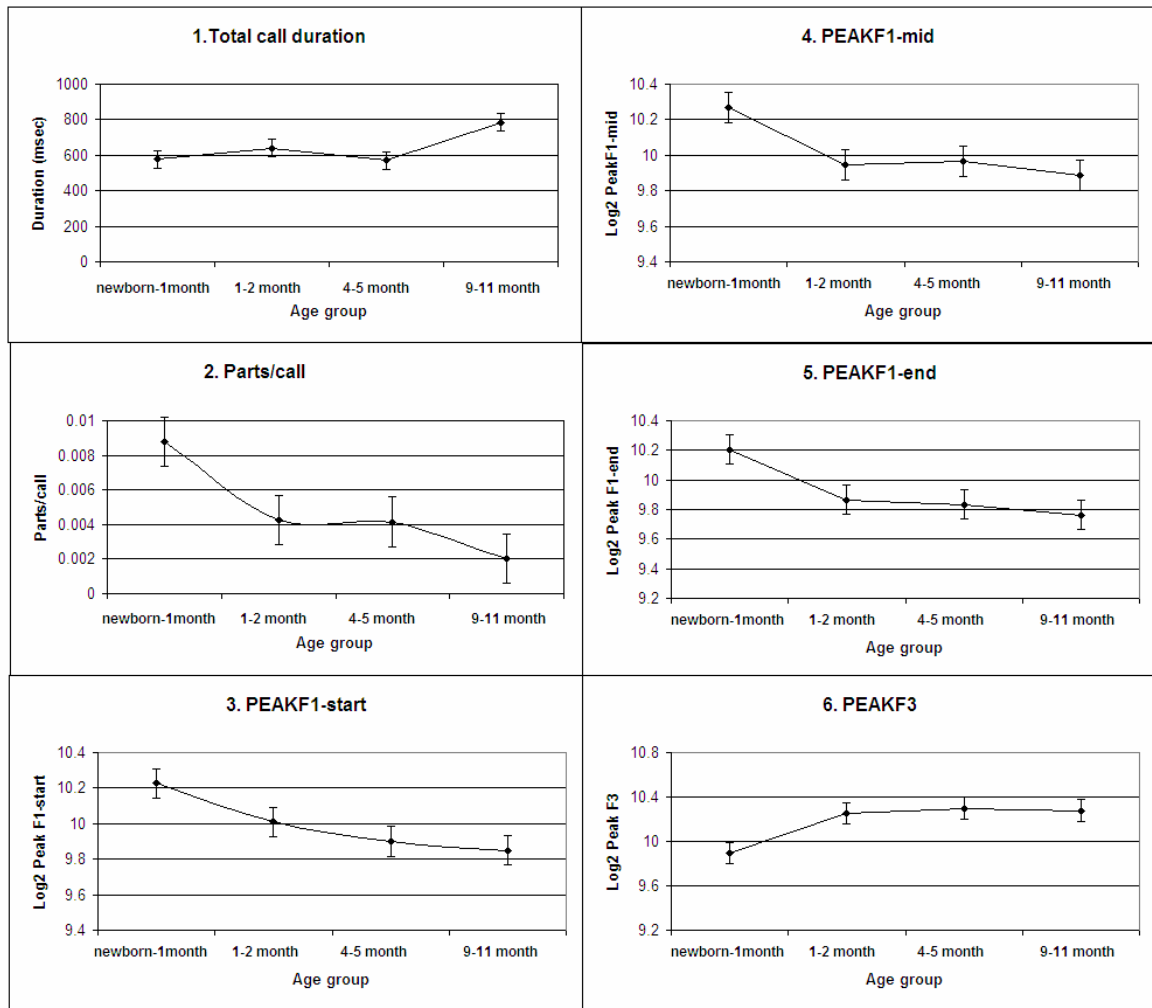 1.Total call duration
Duration (msec)
1000
800
600
400
200
0
newborn-1month 1-2 month 4-5 month 9-11 month
Age group
2. Parts/call
Parts/call
0.01
0.008
0.006
0.004
0.002
0
newborn-1month 1-2 month 4-5 month 9-11 month
Age group
3. PEAKF1-start
Log2 Peak F1-start
10.4
10.2
10
9.8
9.6
9.4
newborn-1month 1-2 month 4-5 month 9-11 month
Age group
4. PEAKF1-mid
Log2 PeakF1-mid
10.4
10.2
10
9.8
9.6
9.4
newborn-1month 1-2 month 4-5 month 9-11 month
Age group
5. PEAKF1-end
Log2 Peak F1-end
10.4
10.2
10
9.8
9.6
9.4
9.2
newborn-1month 1-2 month 4-5 month 9-11 month
Age group
6. PEAKF3
Log2 Peak F3
10.8
10.4
10
9.6
9.2
newborn-1month 1-2 month 4-5 month 9-11 month
Age group